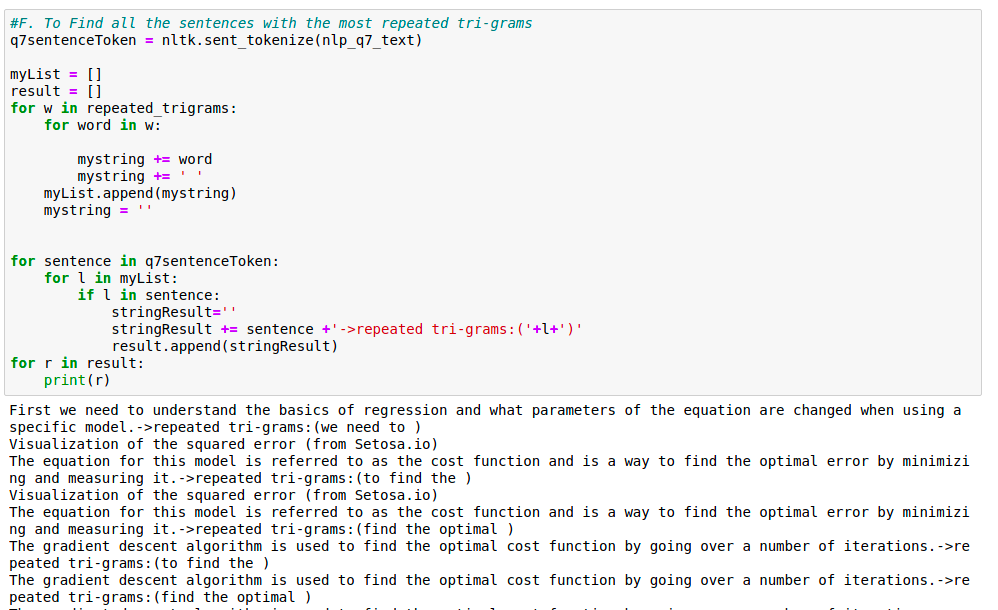 #F. To Find all the sentences with the most repeated tri-grams
q7sentenceToken = nltk.sent_tokenize(nlp_q7_text)

myList = []
result = []
for w in repeated_trigrams:
    for word in w:

        mystring += word
        mystring += ' '
    myList.append(mystring)
    mystring = ''


for sentence in q7sentenceToken:
    for l in myList:
        if l in sentence:
            stringResult=''
            stringResult += sentence +'->repeated tri-grams:('+l+')'
            result.append(stringResult)
for r in result:
    print(r)
First we need to understand the basics of regression and what parameters of the equation are changed when using a
specific model.->repeated tri-grams:(we need to )
Visualization of the squared error (from Setosa.io)
The equation for this model is referred to as the cost function and is a way to find the optimal error by minimizi
ng and measuring it.->repeated tri-grams:(to find the )
Visualization of the squared error (from Setosa.io)
The equation for this model is referred to as the cost function and is a way to find the optimal error by minimizi
ng and measuring it.->repeated tri-grams:(find the optimal )
The gradient descent algorithm is used to find the optimal cost function by going over a number of iterations.->re
peated tri-grams:(to find the )
The gradient descent algorithm is used to find the optimal cost function by going over a number of iterations.->re
peated tri-grams:(find the optimal )